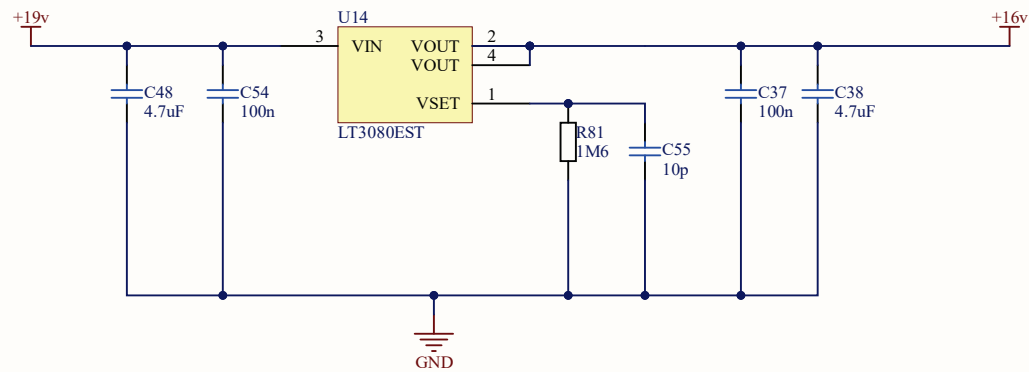 +19v
U14
+16v
3
VIN
VOUT
2
VOUT
4
VSET
1
LT3080EST
C48
4.7uF
C54
100n
R81
1M6
C55
10p
C37
100n
C38
4.7uF
GND